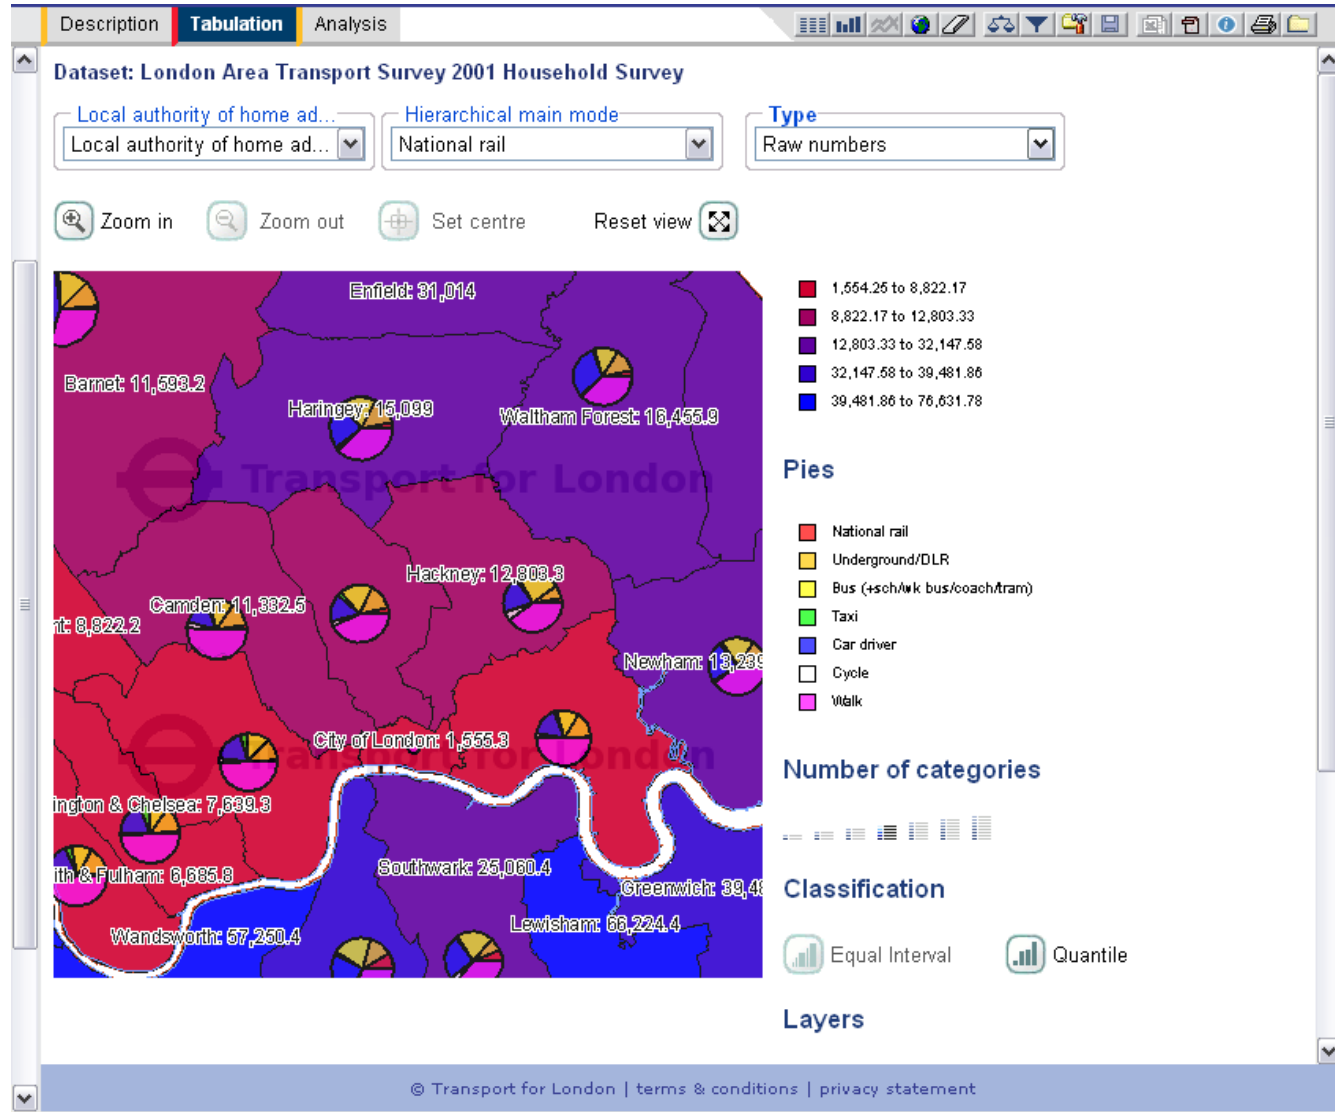 Description Tabulation Analysis
Dataset: London Area Transport Survey 2001 Household Survey
Local authority of home ad... Hierarchical main mode Type
Local authority of home ad... National rail Raw numbers
Zoom in Zoom out Set centre Reset view
Enfield: 31,014
Barnet: 11,593.2
Haringey: 15,099
Waltham Forest: 16,455.9
Transport for London
Hackney: 12,803.3
Camden: 11,332.5
nt: 8,822.2
Newham: 13,239
City of London: 1,555.3
Transport for London
ington & Chelsea: 7,639.3
Southwark: 25,060.4
ith & Fulham: 6,685.8
Greenwich: 39,48
Lewisham: 66,224.4
Wandsworth: 57,250.4
1,554.25 to 8,822.17
8,822.17 to 12,803.33
12,803.33 to 32,147.58
32,147.58 to 39,481.86
39,481.86 to 76,631.78
Pies
National rail
Underground/DLR
Bus (+sch/wk bus/coach/tram)
Taxi
Car driver
Cycle
Walk
Number of categories
Classification
Equal Interval Quantile
Layers
© Transport for London | terms & conditions | privacy statement